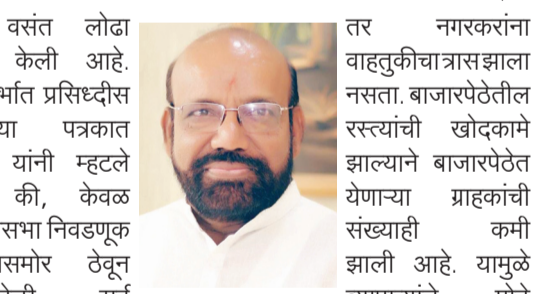 वसंत लोढा
केली आहे.
र्भात प्रसिध्दीस
या पत्रकात
यांनी म्हटले
की, केवळ
सभा निवडणूक
समोर ठेवून
तर नगरकरांना
वाहतुकीचा त्रास झाला
नसता. बाजारपेठेतील
रस्त्यांची खोदकामे
झाल्याने बाजारपेठेत
येणाऱ्या ग्राहकांची
संख्याही कमी
झाली आहे. यामुळे